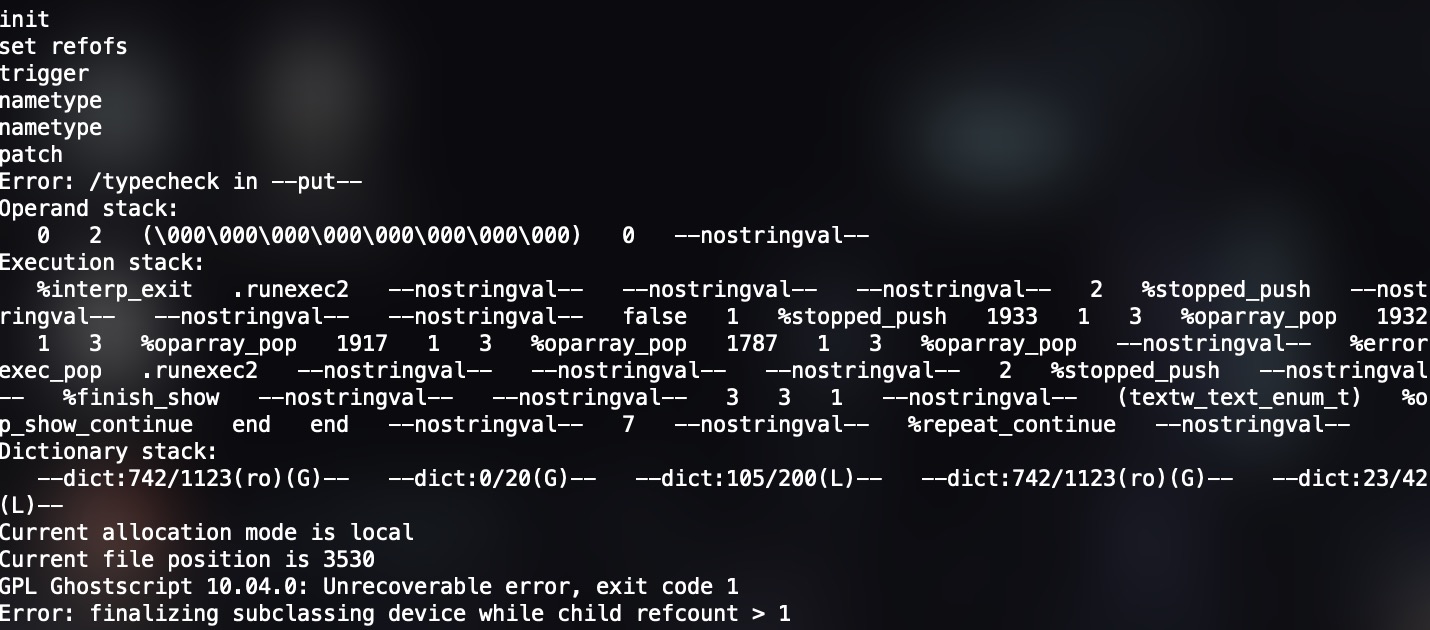 init
set refofs
trigger
nametype
nametype
patch
Error: /typecheck in --put--
Operand stack:
   0   2   (\000\000\000\000\000\000\000\000)   0   --nostringval--
Execution stack:
   %interp_exit   .runexec2   --nostringval--   --nostringval--   --nostringval--   2   %stopped_push   --nost
ringval--   --nostringval--   --nostringval--   false   1   %stopped_push   1933   1   3   %oparray_pop   1932
   1   3   %oparray_pop   1917   1   3   %oparray_pop   1787   1   3   %oparray_pop   --nostringval--   %error
exec_pop   .runexec2   --nostringval--   --nostringval--   --nostringval--   2   %stopped_push   --nostringval
--   %finish_show   --nostringval--   --nostringval--   3   3   1   --nostringval--   (textw_text_enum_t)   %o
p_show_continue   end   end   --nostringval--   7   --nostringval--   %repeat_continue   --nostringval--
Dictionary stack:
   --dict:742/1123(ro)(G)--   --dict:0/20(G)--   --dict:105/200(L)--   --dict:742/1123(ro)(G)--   --dict:23/42
(L)--
Current allocation mode is local
Current file position is 3530
GPL Ghostscript 10.04.0: Unrecoverable error, exit code 1
Error: finalizing subclassing device while child refcount > 1